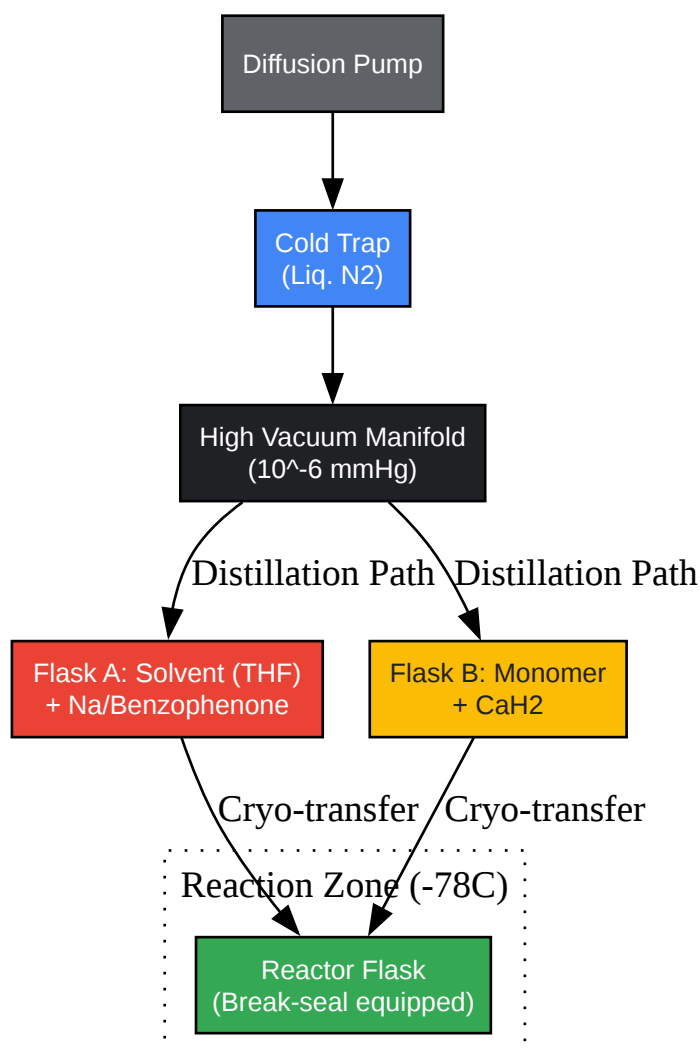 Diffusion Pump
Cold Trap
(Liq. N2)
High Vacuum Manifold
(10^-6 mmHg)
Distillation Path
Distillation Path
Flask A: Solvent (THF)
+ Na/Benzophenone
Flask B: Monomer
+ CaH2
Cryo-transfer
Cryo-transfer
Reaction Zone (-78C)
Reactor Flask
(Break-seal equipped)